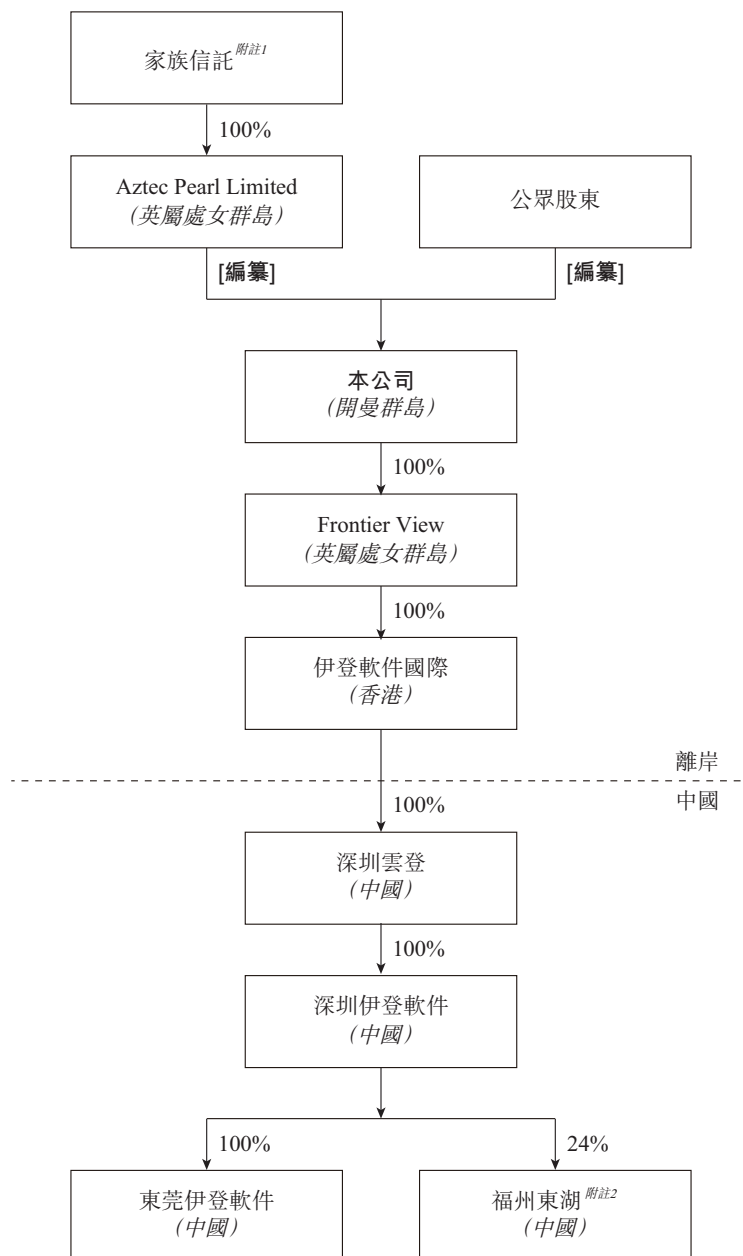 家族信託附註1
100%
Aztec Pearl Limited
（英屬處女群島）
公眾股東
[編纂]
[編纂]
本公司
（開曼群島）
100%
Frontier View
（英屬處女群島）
100%
伊登軟件國際
（香港）
離岸
中國
100%
深圳雲登
（中國）
100%
深圳伊登軟件
（中國）
100%
24%
東莞伊登軟件
（中國）
福州東湖附註2
（中國）